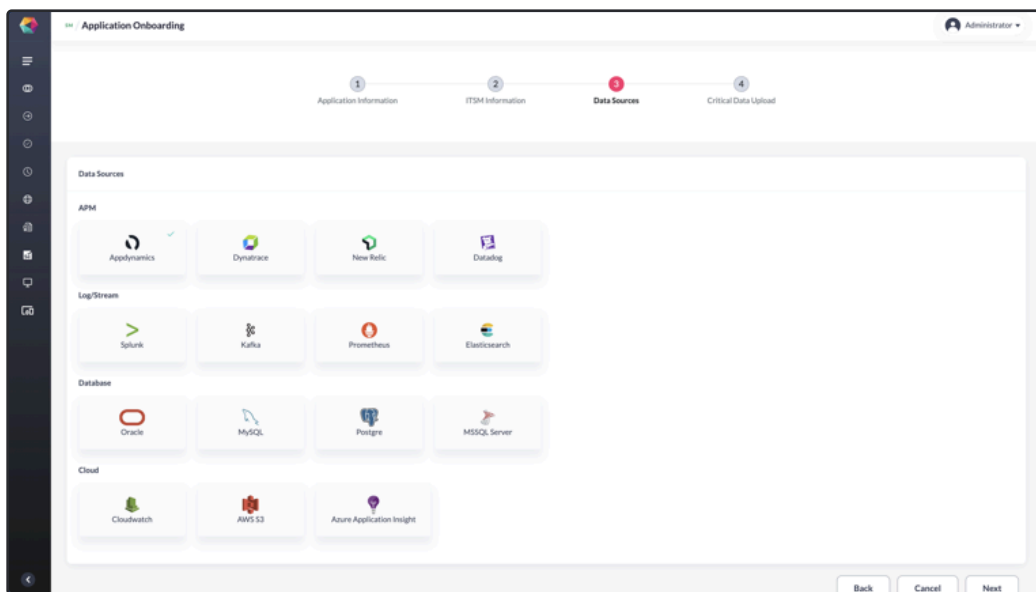 EM / Application Onboarding
Administrator
1
2
3
4
Application Information
ITSM Information
Data Sources
Critical Data Upload
Data Sources
APM
Appdynamics
Dynatrace
New Relic
Datadog
Log/Stream
Splunk
Kafka
Prometheus
Elasticsearch
Database
Oracle
MySQL
Postgre
MSSQL Server
Cloud
Cloudwatch
AWS S3
Azure Application Insight
Back
Cancel
Next